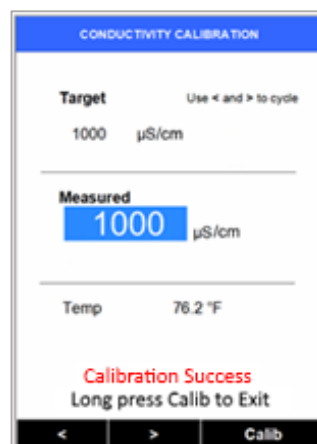 CONDUCTIVITY CALIBRATION
Target Use < and > to cycle
1000 µS/cm
Measured
1000 µS/cm
Temp 76.2 °F
Calibration Success
Long press Calib to Exit
< > Calib